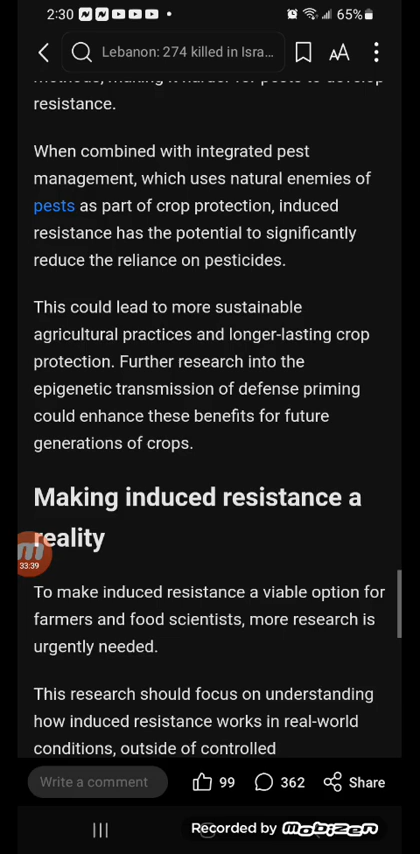 2:30 65%
Lebanon: 274 killed in Isra... AA
resistance.
When combined with integrated pest
management, which uses natural enemies of
pests as part of crop protection, induced
resistance has the potential to significantly
reduce the reliance on pesticides.
This could lead to more sustainable
agricultural practices and longer-lasting crop
protection. Further research into the
epigenetic transmission of defense priming
could enhance these benefits for future
generations of crops.
Making induced resistance a
reality
33:39
To make induced resistance a viable option for
farmers and food scientists, more research is
urgently needed.
This research should focus on understanding
how induced resistance works in real-world
conditions, outside of controlled
Write a comment 99 362 Share
Recorded by mobizen